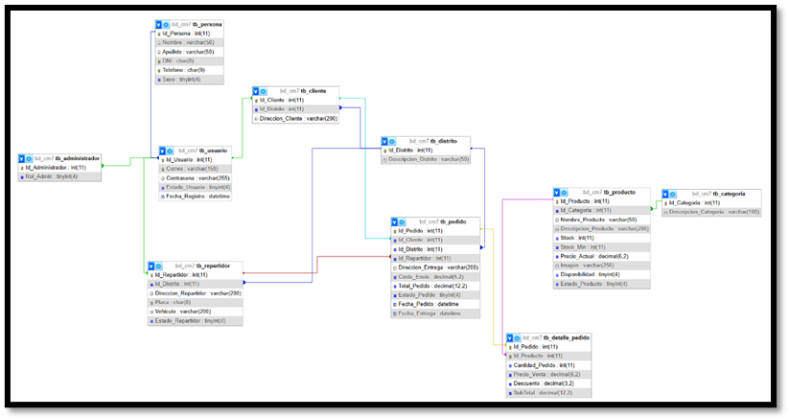 bd_cm7 tb_persona
Id_Persona : int(11)
Nombre : varchar(50)
Apellido : varchar(50)
DNI : char(8)
Telefono : char(9)
Sexo : tinyint(4)
bd_cm7 tb_cliente
Id_Cliente : int(11)
Id_Distrito : int(11)
Direccion_Cliente : varchar(200)
bd_cm7 tb_administrador
Id_Administrador : int(11)
Rol_Admin : tinyint(4)
bd_cm7 tb_usuario
Id_Usuario : int(11)
Correo : varchar(150)
Contrasena : varchar(255)
Estado_Usuario : tinyint(4)
Fecha_Registro : datetime
bd_cm7 tb_distrito
Id_Distrito : int(11)
Descripcion_Distrito : varchar(50)
bd_cm7 tb_producto
Id_Producto : int(11)
Id_Categoria : int(11)
Nombre_Producto : varchar(50)
Descripcion_Producto : varchar(200)
Stock : int(11)
Stock_Min : int(11)
Precio_Actual : decimal(6,2)
Imagen : varchar(255)
Disponibilidad : tinyint(4)
Estado_Producto : tinyint(4)
bd_cm7 tb_categoria
Id_Categoria : int(11)
Descripcion_Categoria : varchar(100)
bd_cm7 tb_repartidor
Id_Repartidor : int(11)
Id_Distrito : int(11)
Direccion_Repartidor : varchar(200)
Placa : char(8)
Vehiculo : varchar(200)
Estado_Repartidor : tinyint(4)
bd_cm7 tb_pedido
Id_Pedido : int(11)
Id_Cliente : int(11)
Id_Distrito : int(11)
Id_Repartidor : int(11)
Direccion_Entrega : varchar(200)
Costo_Envio : decimal(5,2)
Total_Pedido : decimal(12,2)
Estado_Pedido : tinyint(4)
Fecha_Pedido : datetime
Fecha_Entrega : datetime
bd_cm7 tb_detalle_pedido
Id_Pedido : int(11)
Id_Producto : int(11)
Cantidad_Pedido : int(11)
Precio_Venta : decimal(6,2)
Descuento : decimal(3,2)
SubTotal : decimal(12,2)